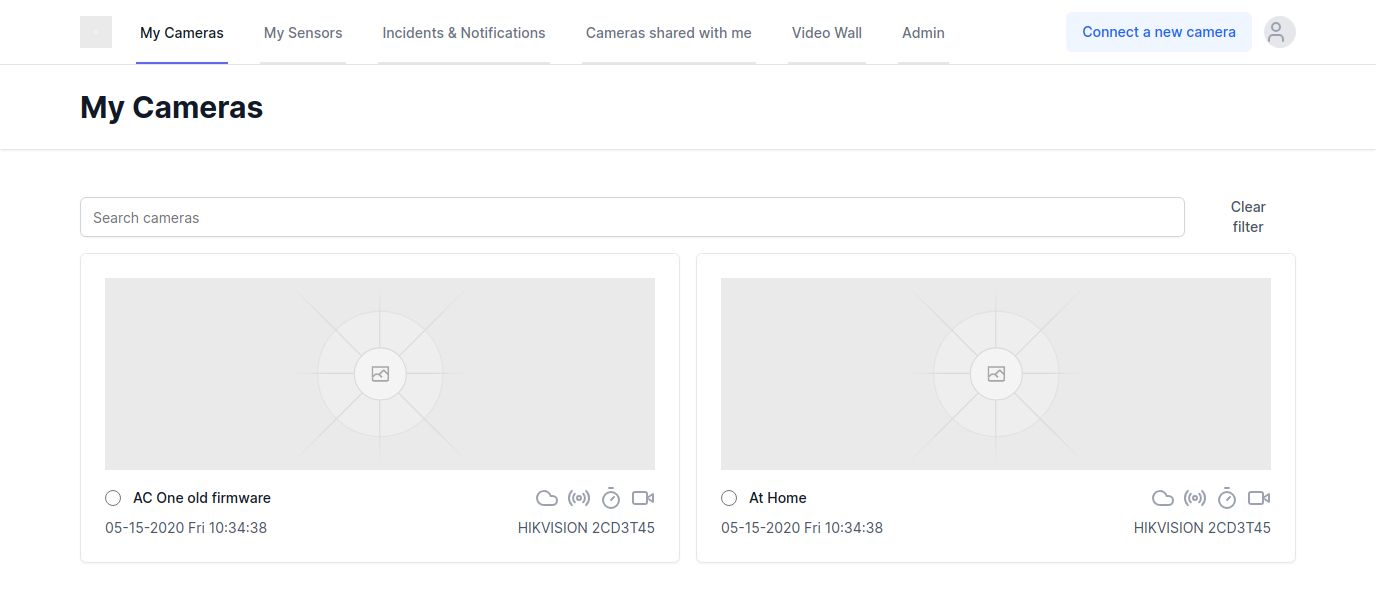 My Cameras
My Sensors
Incidents & Notifications
Cameras shared with me
Video Wall
Admin
Connect a new camera
My Cameras
Search cameras
Clear
filter
AC One old firmware
05-15-2020 Fri 10:34:38
HIKVISION 2CD3T45
At Home
05-15-2020 Fri 10:34:38
HIKVISION 2CD3T45